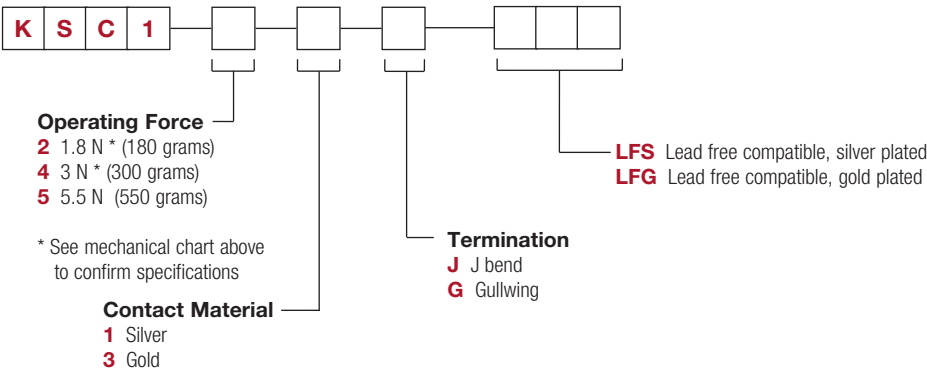 K S C 1
Operating Force
2 1.8 N * (180 grams)
4 3 N * (300 grams)
5 5.5 N (550 grams)
* See mechanical chart above
to confirm specifications
Contact Material
1 Silver
3 Gold
Termination
J J bend
G Gullwing
LFS Lead free compatible, silver plated
LFG Lead free compatible, gold plated